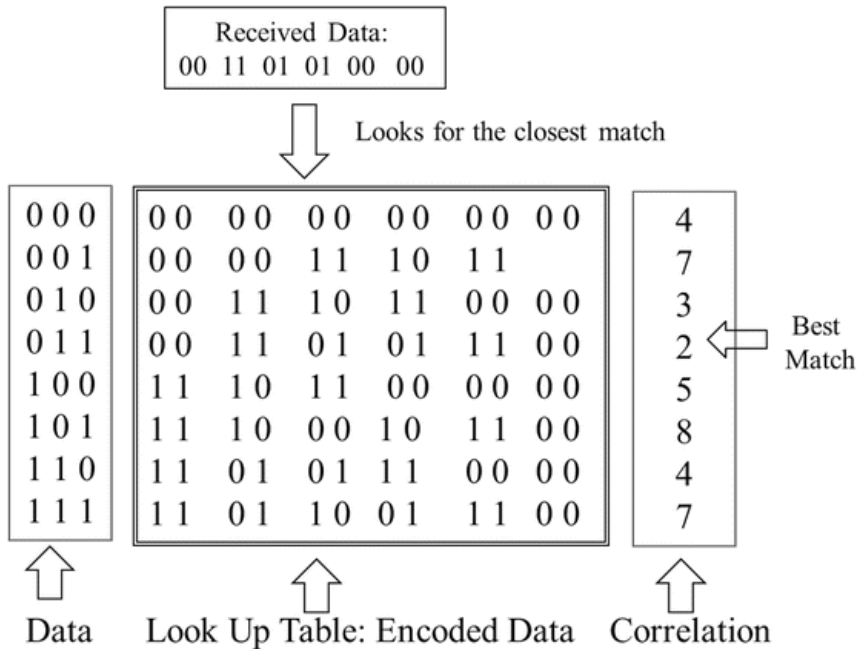 Received Data:
00 11 01 01 00 00
Looks for the closest match
0 0 0 0 0 0 0 0 0 0 0 0 0 0 0 4
0 0 1 0 0 0 0 1 1 1 0 1 1 7
0 1 0 0 0 1 1 1 0 1 1 0 0 0 0 3
0 1 1 0 0 1 1 0 1 0 1 1 1 0 0 2
Best
Match
1 0 0 1 1 1 0 1 1 0 0 0 0 0 0 5
1 0 1 1 1 1 0 0 0 1 0 1 1 0 0 8
1 1 0 1 1 0 1 0 1 1 1 0 0 0 0 4
1 1 1 1 1 0 1 1 0 0 1 1 1 0 0 7
Data Look Up Table: Encoded Data Correlation